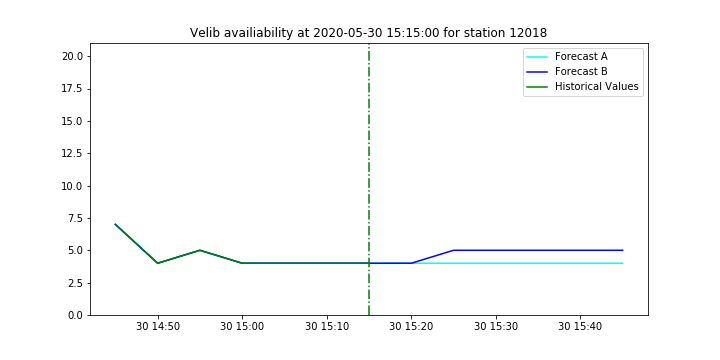 Velib availiability at 2020-05-30 15:15:00 for station 12018
20.0
17.5
15.0
12.5
10.0
7.5
5.0
2.5
0.0
Forecast A
Forecast B
Historical Values
30 14:50 30 15:00 30 15:10 30 15:20 30 15:30 30 15:40